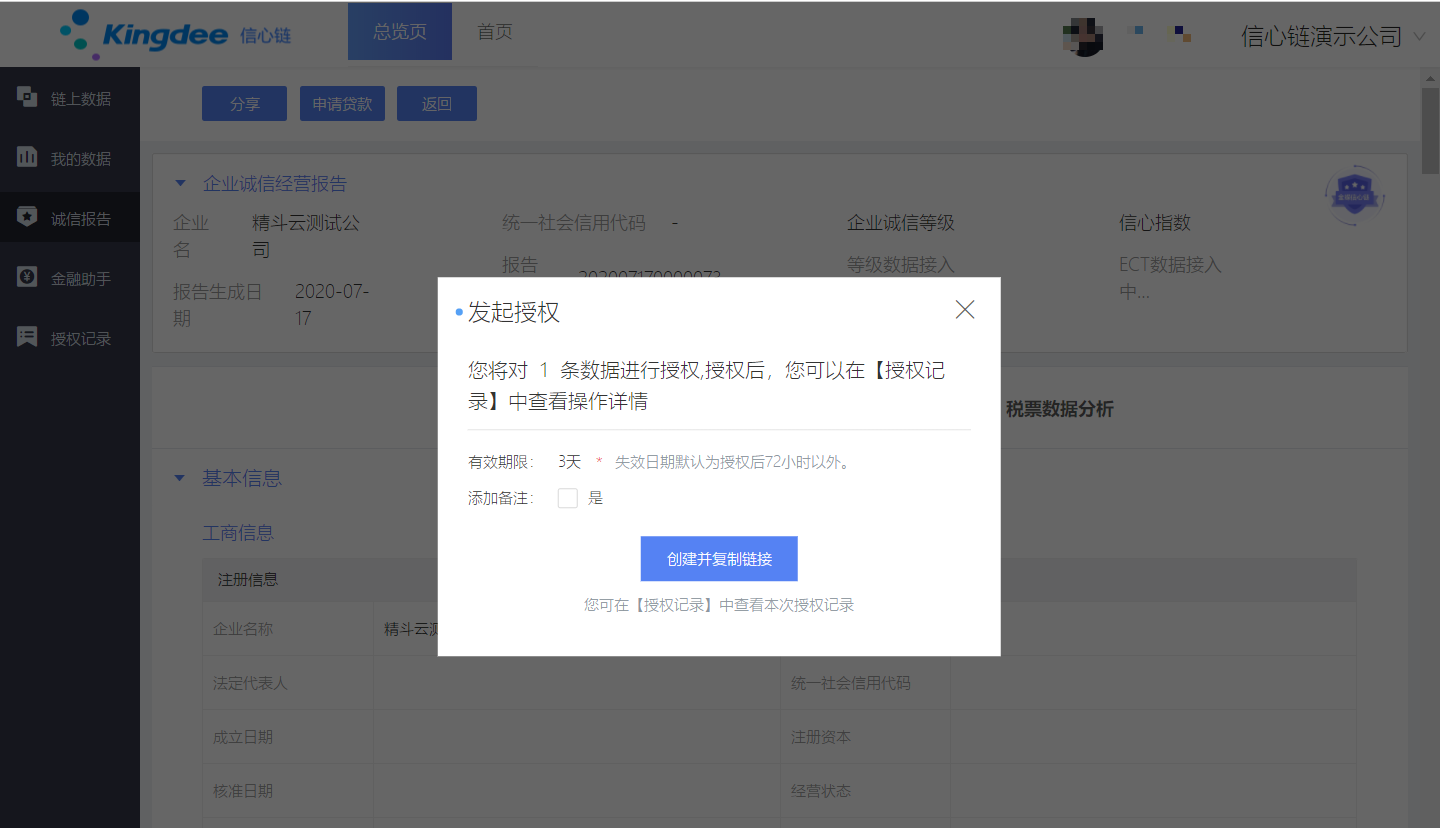 Kingdee 信心链
总览页
首页
信心链演示公司
链上数据
我的数据
诚信报告
金融助手
授权记录
分享
申请贷款
返回
企业诚信经营报告
企业名
精斗云测试公司
统一社会信用代码 -
企业诚信等级
信心指数
报告
等级数据接入
ECT数据接入中...
报告生成日期
2020-07-17
税票数据分析
基本信息
工商信息
注册信息
企业名称
精斗云测
法定代表人
统一社会信用代码
成立日期
注册资本
核准日期
经营状态
发起授权
您将对 1 条数据进行授权,授权后，您可以在【授权记
录】中查看操作详情
有效期限： 3天 * 失效日期默认为授权后72小时以外。
添加备注： 是
创建并复制链接
您可在【授权记录】中查看本次授权记录